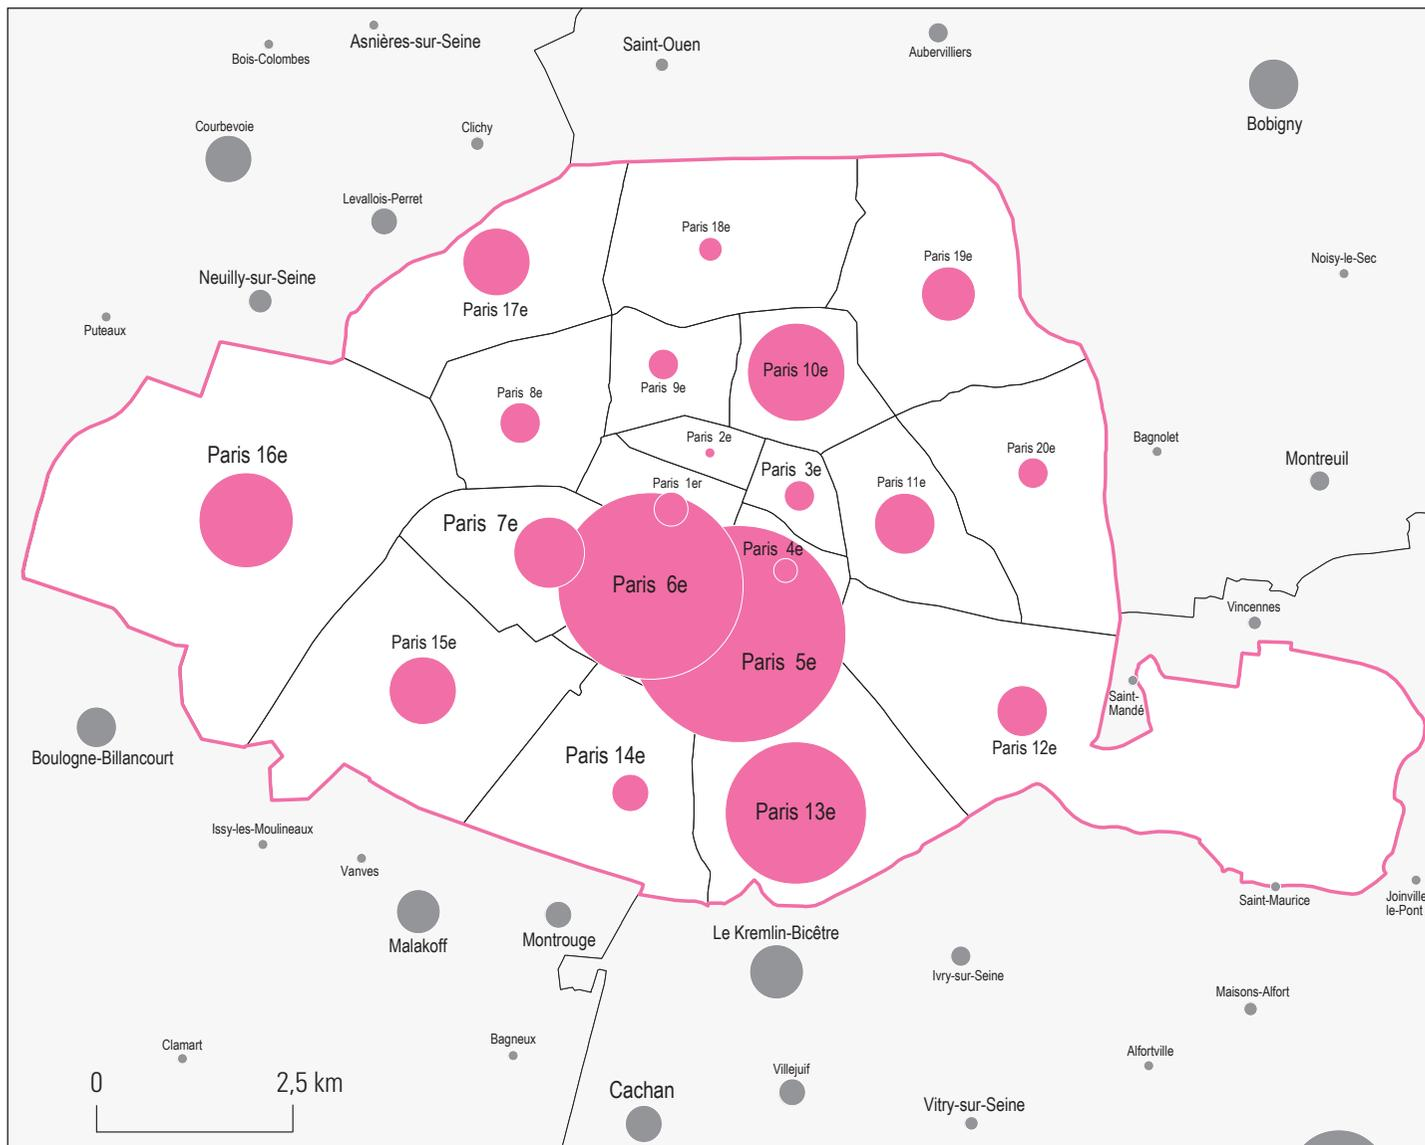 Asnières-sur-Seine
Saint-Ouen
Aubervilliers
Bois-Colombes
Bobigny
Courbevoie
Clichy
Levallois-Perret
Paris 18e
Paris 19e
Noisy-le-Sec
Neuilly-sur-Seine
Paris 17e
Puteaux
Paris 10e
Paris 9e
Paris 8e
Paris 2e
Bagnolet
Paris 20e
Paris 16e
Montreuil
Paris 3e
Paris 1er
Paris 11e
Paris 7e
Paris 4e
Paris 6e
Vincennes
Paris 15e
Paris 5e
Saint-
Mandé
Paris 12e
Paris 14e
Boulogne-Billancourt
Paris 13e
Issy-les-Moulineaux
Vanves
Joinville
le-Pont
Saint-Maurice
Le Kremlin-Bicêtre
Montrouge
Malakoff
Ivry-sur-Seine
Maisons-Alfort
Bagneux
Clamart
Alfortville
Villejuif
0 2,5 km
Cachan
Vitry-sur-Seine